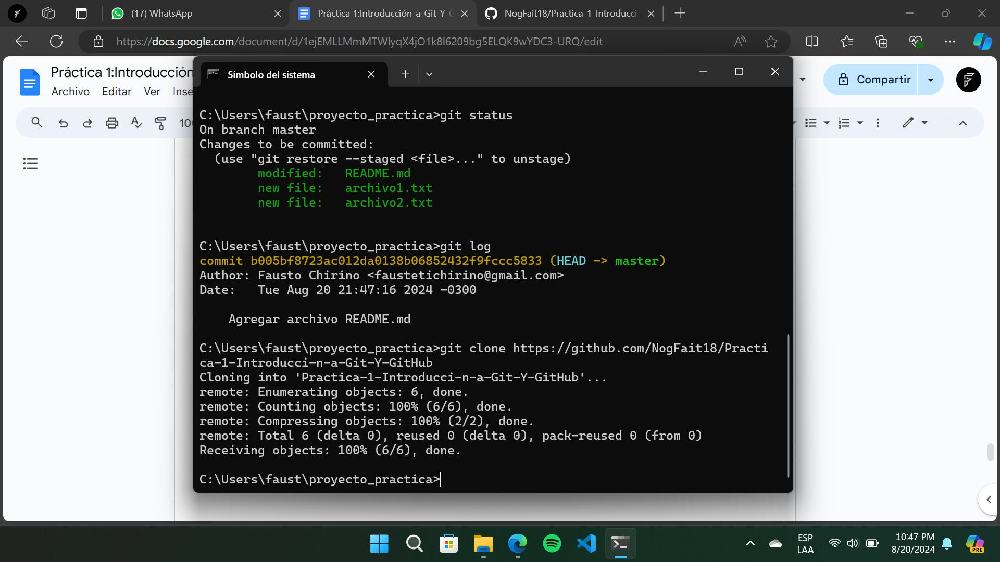 (17) WhatsApp
Práctica 1:Introducción-a-Git-Y-G
NogFait18/Practica-1-Introducci-
https://docs.google.com/document/d/1ejEMLLMmMTWlyqX4jO1k8l6209bg5ELQK9wYDC3-URQ/edit
Práctica 1:Introducción
Archivo Editar Ver Inse
Compartir
100
Símbolo del sistema
C:\Users\faust\proyecto_practica>git status
On branch master
Changes to be committed:
(use "git restore --staged <file>..." to unstage)
modified: README.md
new file: archivo1.txt
new file: archivo2.txt
C:\Users\faust\proyecto_practica>git log
commit b005bf8723ac012da0138b06852432f9fccc5833 (HEAD -> master)
Author: Fausto Chirino <faustetichirino@gmail.com>
Date: Tue Aug 20 21:47:16 2024 -0300
Agregar archivo README.md
C:\Users\faust\proyecto_practica>git clone https://github.com/NogFait18/Practi
ca-1-Introducci-n-a-Git-Y-GitHub
Cloning into 'Practica-1-Introducci-n-a-Git-Y-GitHub'...
remote: Enumerating objects: 6, done.
remote: Counting objects: 100% (6/6), done.
remote: Compressing objects: 100% (2/2), done.
remote: Total 6 (delta 0), reused 0 (delta 0), pack-reused 0 (from 0)
Receiving objects: 100% (6/6), done.
C:\Users\faust\proyecto_practica>
ESP
LAA
10:47 PM
8/20/2024
PRE